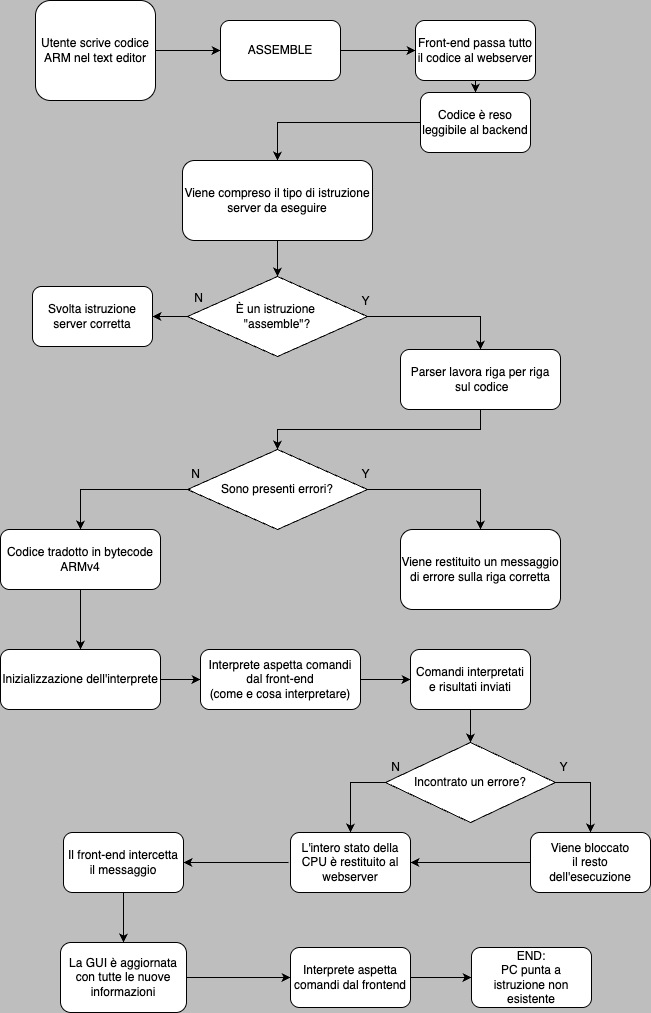 Utente scrive codice
ARM nel text editor
ASSEMBLE
Front-end passa tutto
il codice al webserver
Codice è reso
leggibile al backend
Viene compreso il tipo di istruzione
server da eseguire
È un istruzione
"assemble"?
N
Y
Svolta istruzione
server corretta
Parser lavora riga per riga
sul codice
Sono presenti errori?
N
Y
Codice tradotto in bytecode
ARMv4
Viene restituito un messaggio
di errore sulla riga corretta
Inizializzazione dell'interprete
Interprete aspetta comandi
dal front-end
(come e cosa interpretare)
Comandi interpretati
e risultati inviati
Incontrato un errore?
N
Y
Viene bloccato
il resto
dell'esecuzione
L'intero stato della
CPU è restituito al
webserver
Il front-end intercetta
il messaggio
La GUI è aggiornata
con tutte le nuove
informazioni
Interprete aspetta
comandi dal frontend
END:
PC punta a
istruzione non
esistente